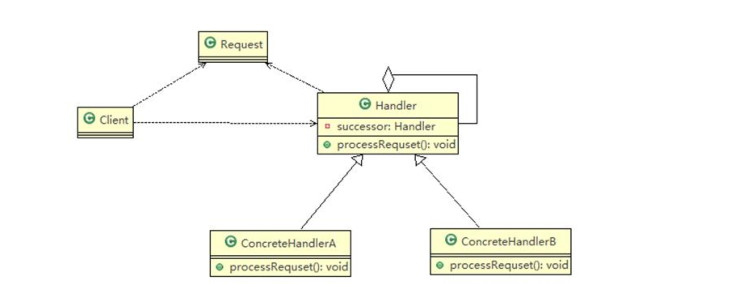 Request
Client
Handler
successor: Handler
processRequset(): void
ConcreteHandlerA
processRequset(): void
ConcreteHandlerB
processRequset(): void